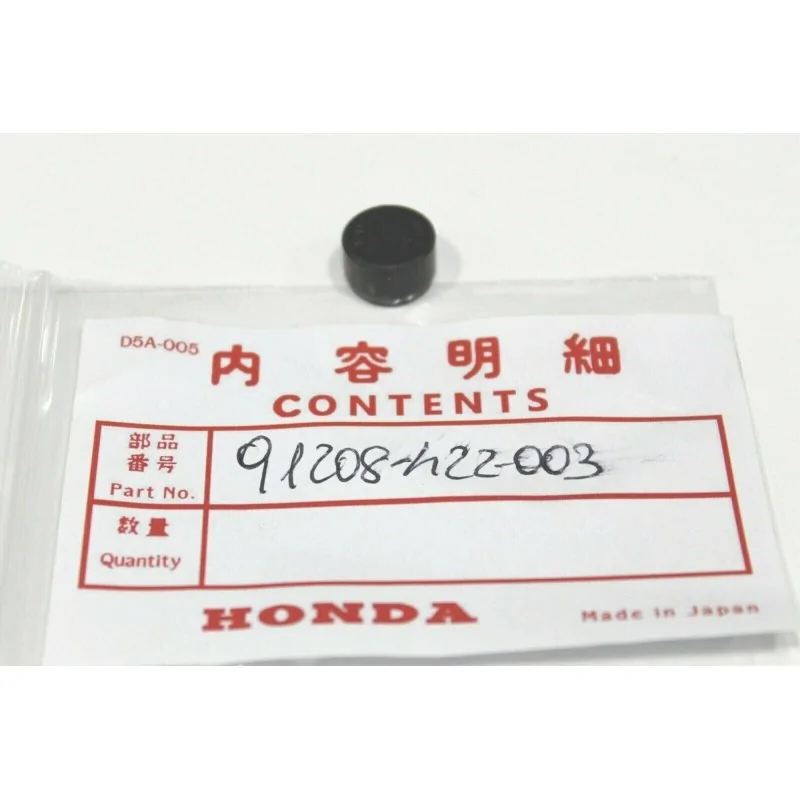 D5A-005 内容明細
CONTENTS
部品
番号
Part No.
91208-422-003
数量
Quantity
HONDA
Made in Japan